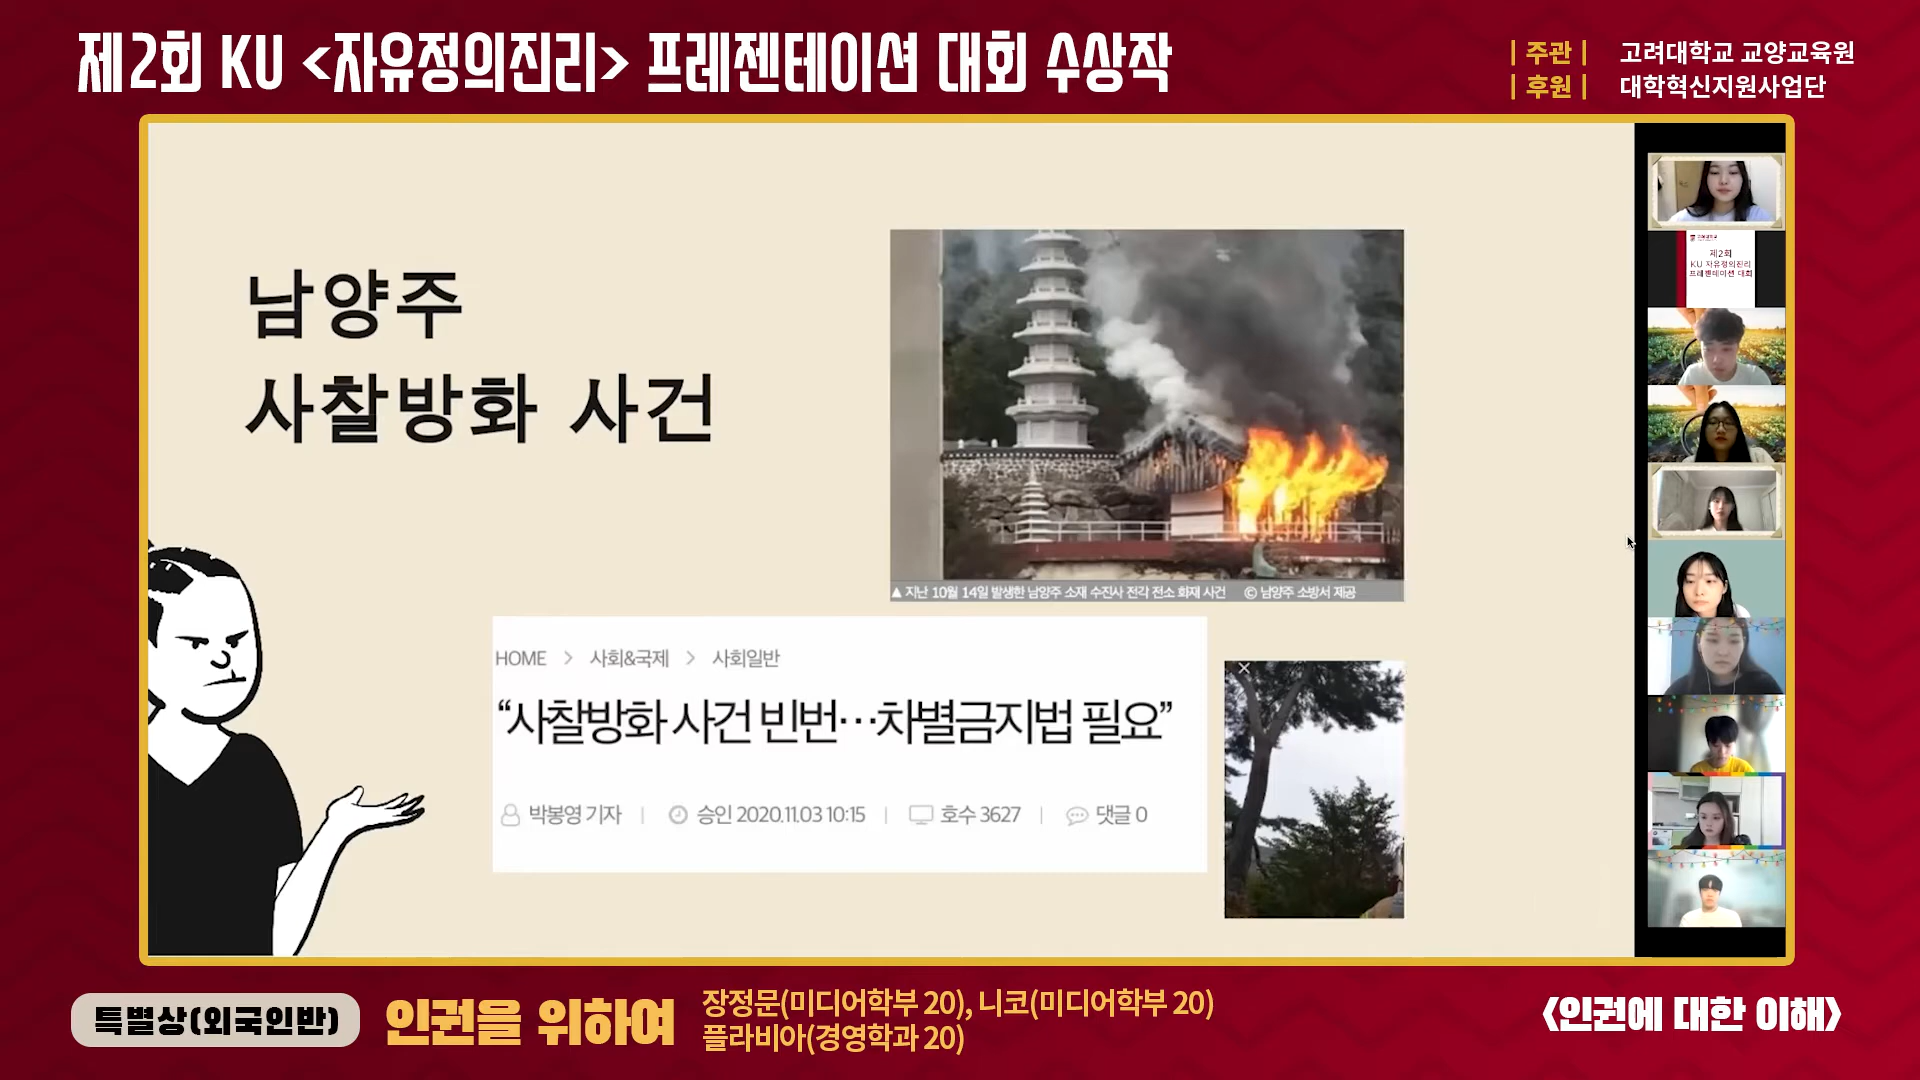 제2회 KU <자유정의진리> 프레젠테이션 대회 수상작
| 주관 | 고려대학교 교양교육원
| 후원 | 대학혁신지원사업단
남양주
사찰방화 사건
▲ 지난 10월 14일 발생한 남양주 소재 수진사 전각 전소 화재 사건 ⓒ 남양주 소방서 제공
HOME > 사회&국제 > 사회일반
“사찰방화 사건 빈번…차별금지법 필요”
박봉영 기자 | 승인 2020.11.03 10:15 | 호수 3627 | 댓글 0
제2회
KU 자유정의진리
프레젠테이션 대회
특별상(외국인반)
인권을 위하여
장정문(미디어학부 20), 니코(미디어학부 20)
플라비아(경영학과 20)
<인권에 대한 이해>